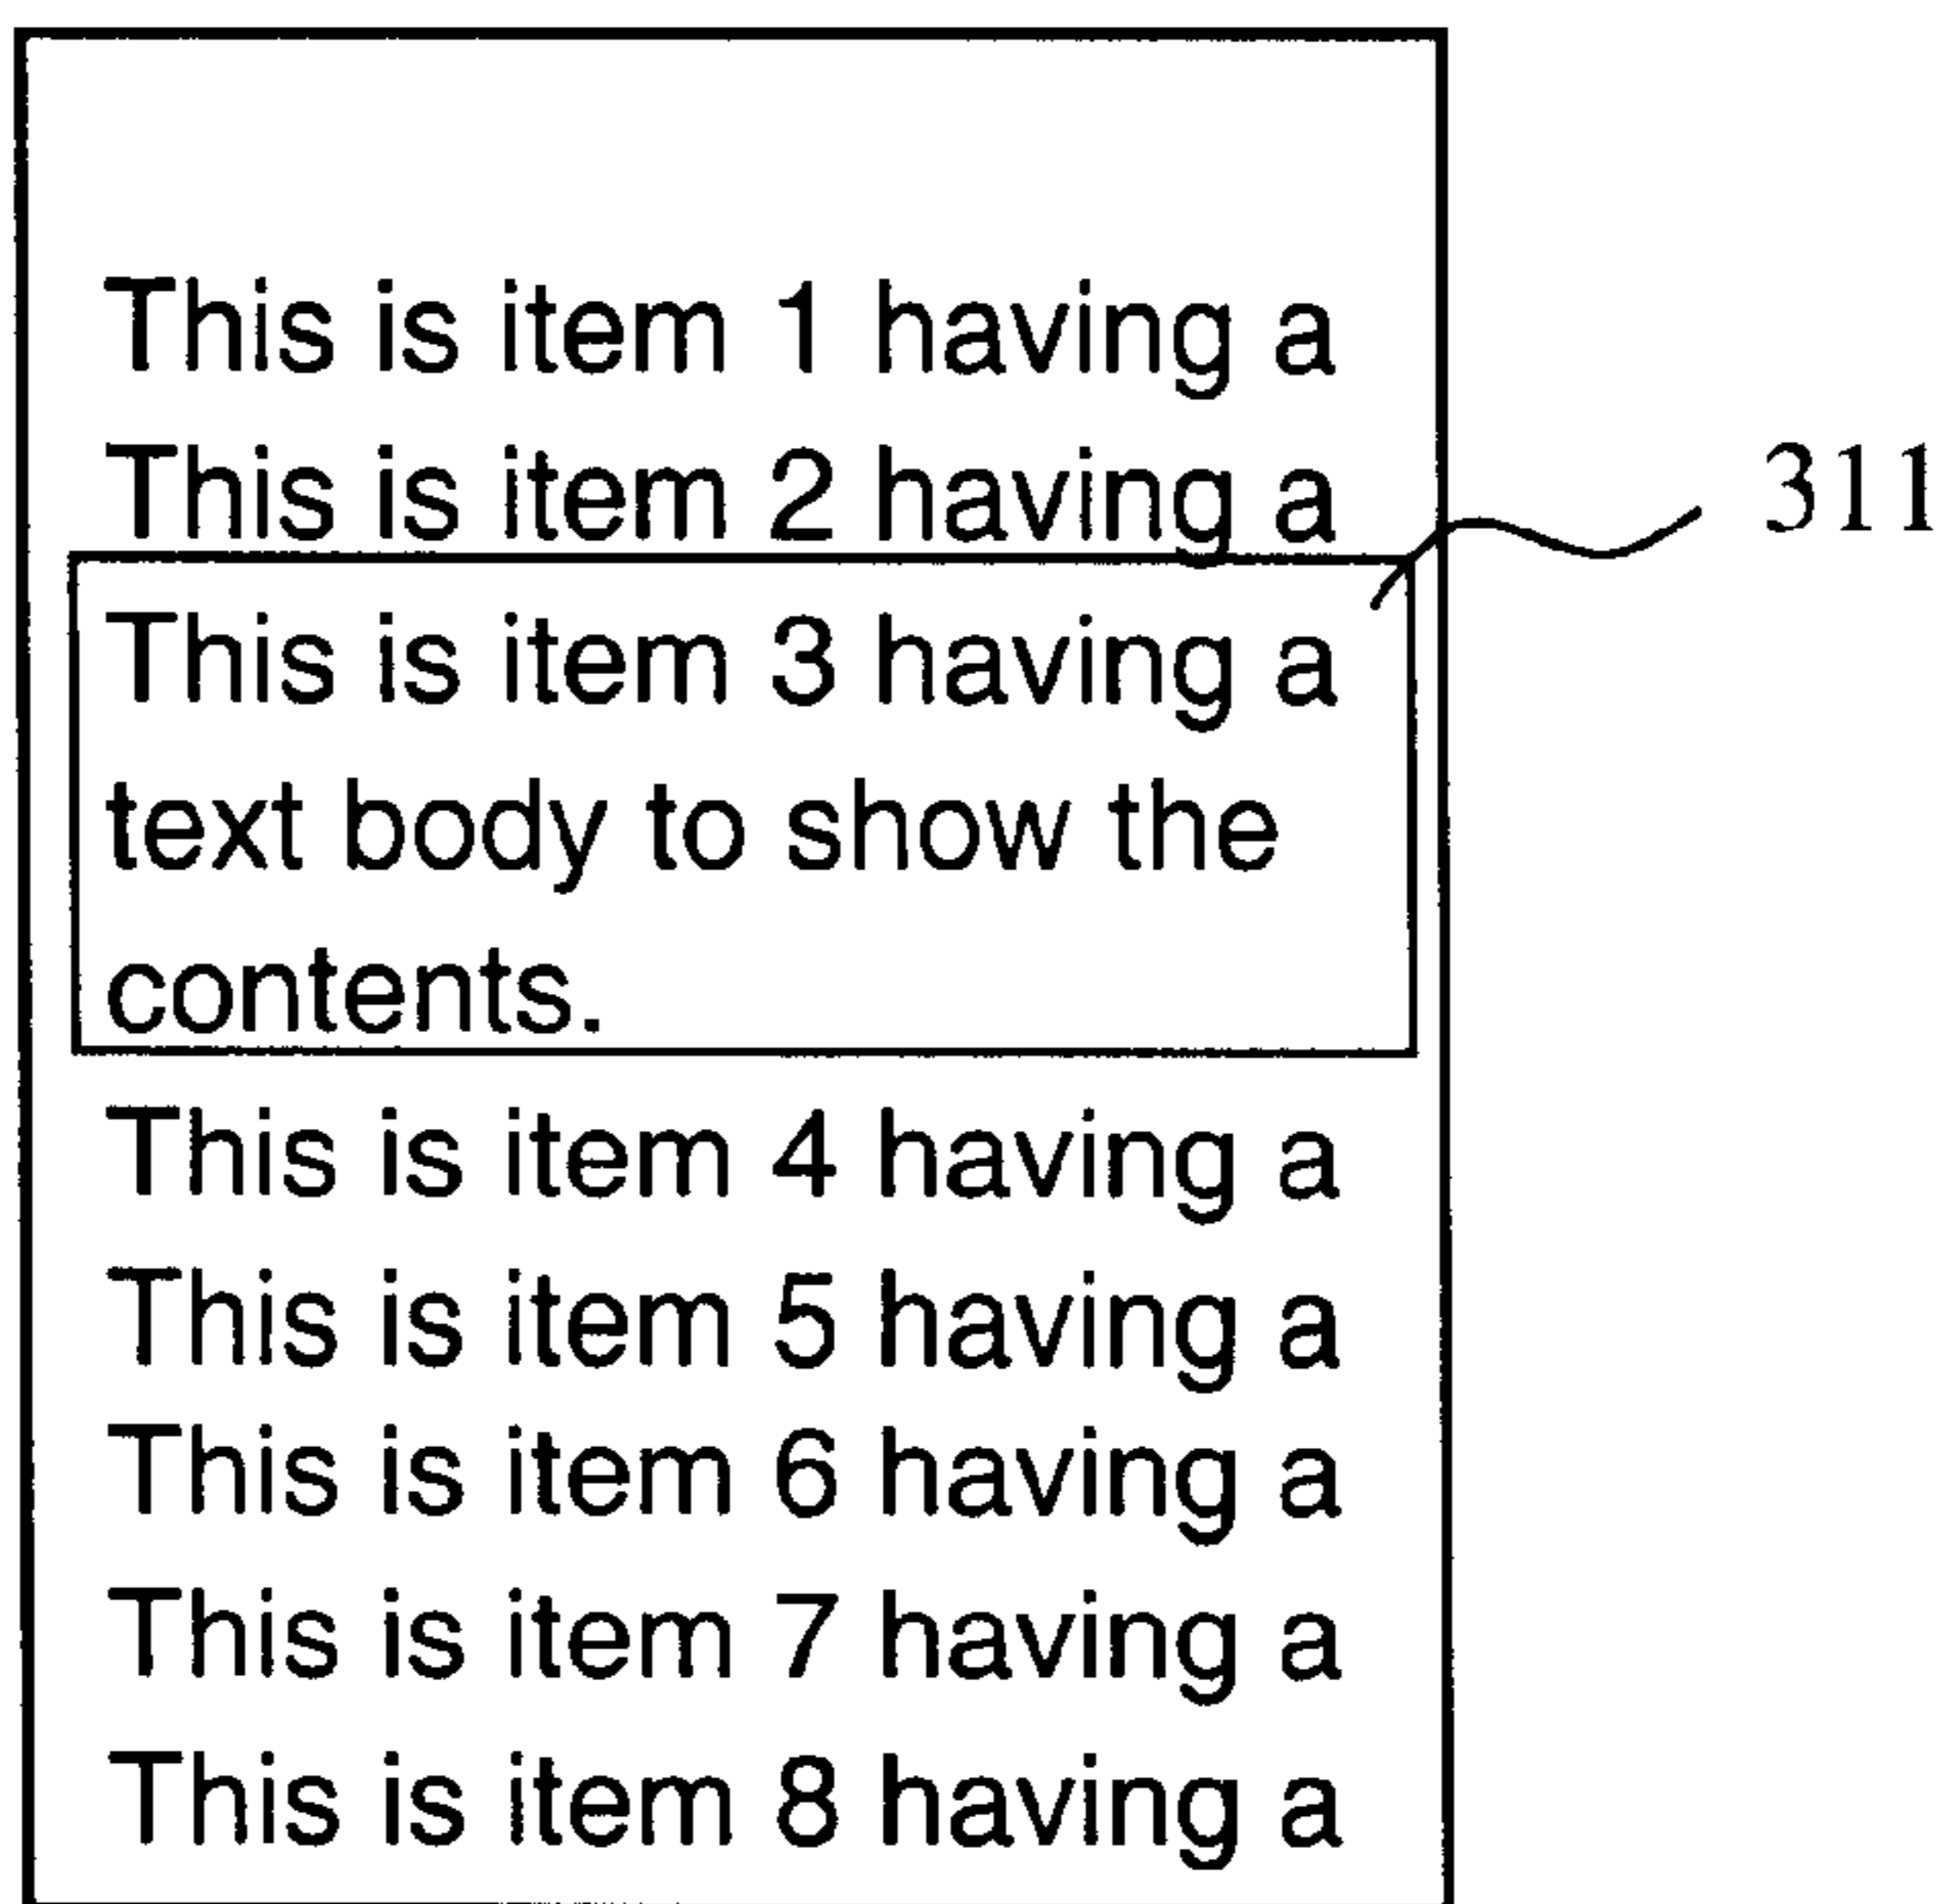 This is item 1 having a
This is item 2 having a
311
This is item 3 having a
text body to show the
contents.
This is item 4 having a
This is item 5 having a
This is item 6 having a
This is item 7 having a
This is item 8 having a